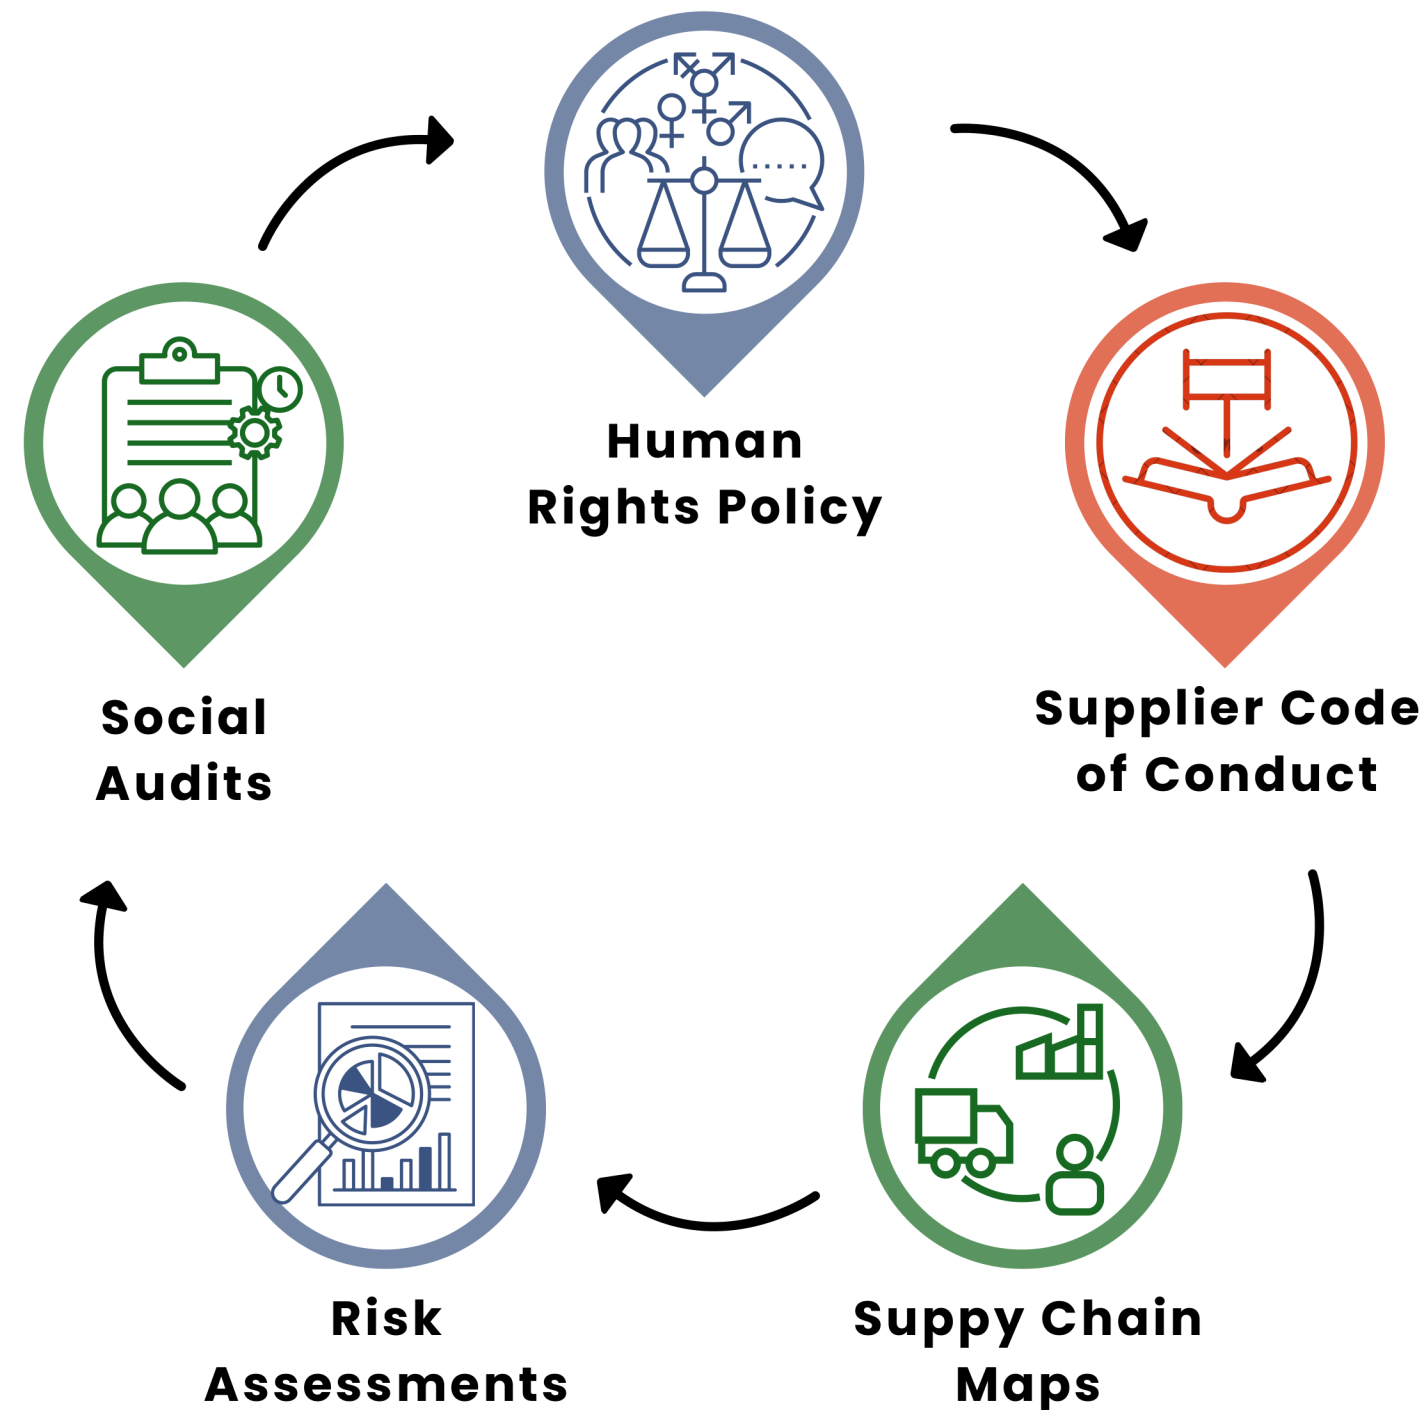 Human
Rights Policy
Supplier Code
of Conduct
Suppy Chain
Maps
Risk
Assessments
Social
Audits